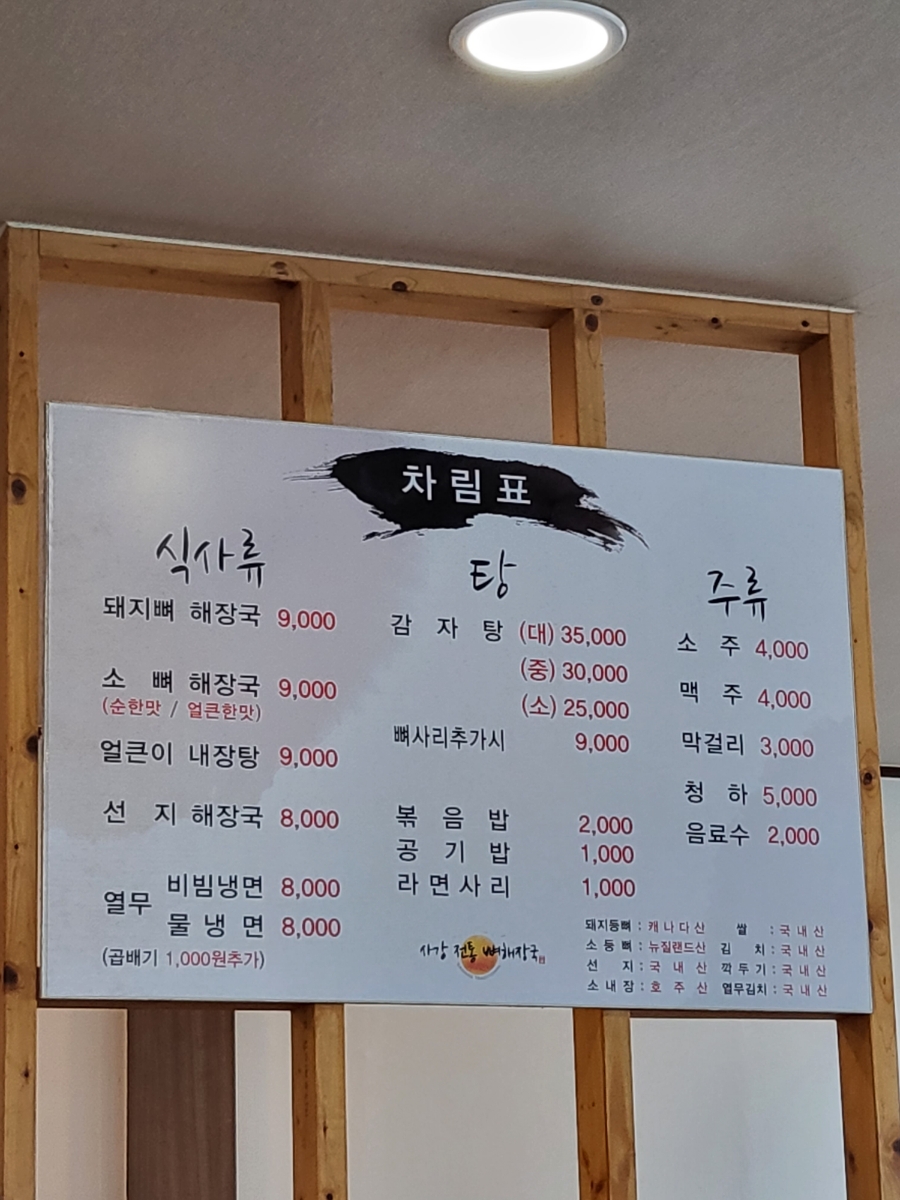 차림표
식사류
돼지뼈 해장국 9,000
소 뼈 해장국 9,000
(순한맛 / 얼큰한맛)
얼큰이 내장탕 9,000
선 지 해장국 8,000
열무 비빔냉면 8,000
물 냉 면 8,000
(곱배기 1,000원추가)
탕
감 자 탕 (대) 35,000
(중) 30,000
(소) 25,000
뼈사리추가시 9,000
볶 음 밥 2,000
공 기 밥 1,000
라면사리 1,000
사강 전통 뼈해장국
주류
소 주 4,000
맥 주 4,000
막걸리 3,000
청 하 5,000
음료수 2,000
돼지등뼈 : 캐나다산 쌀 : 국내산
소 등 뼈 : 뉴질랜드산 김 치 : 국내산
선 지 : 국 내 산 깍두기 : 국내산
소 내 장 : 호 주 산 열무김치 : 국내산